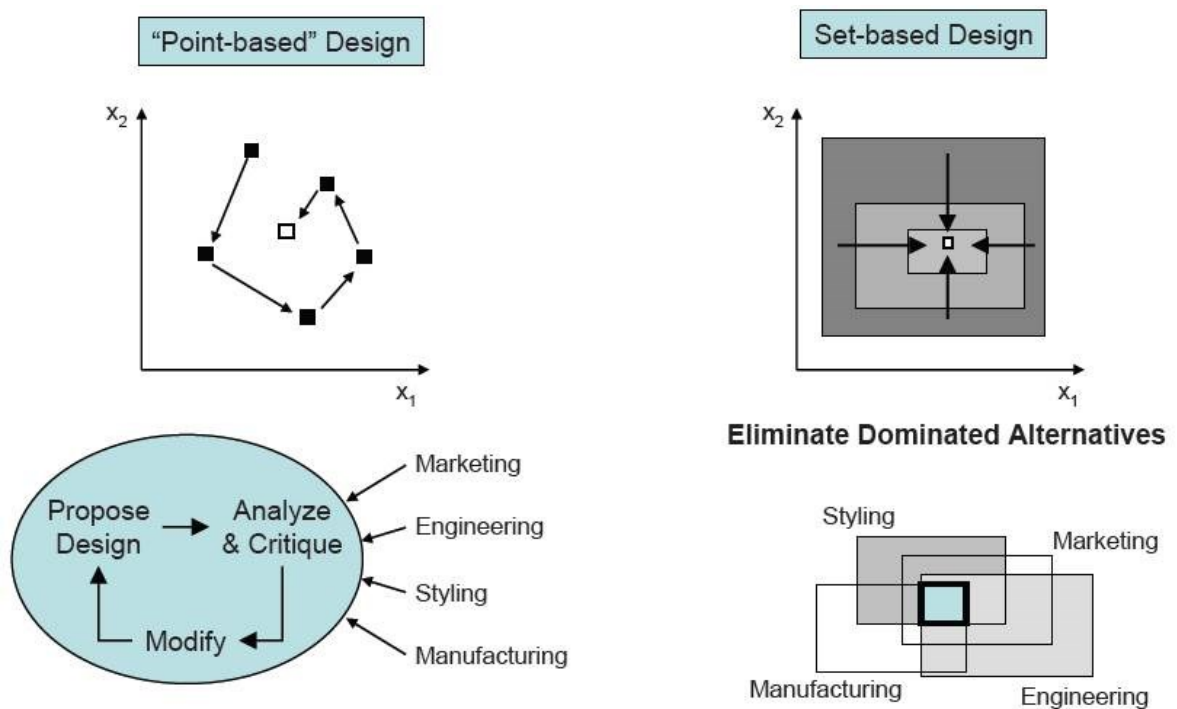 “Point-based” Design
x2
x1
Propose
Design
Analyze
& Critique
Modify
Marketing
Engineering
Styling
Manufacturing
Set-based Design
x2
x1
Eliminate Dominated Alternatives
Styling
Marketing
Manufacturing
Engineering